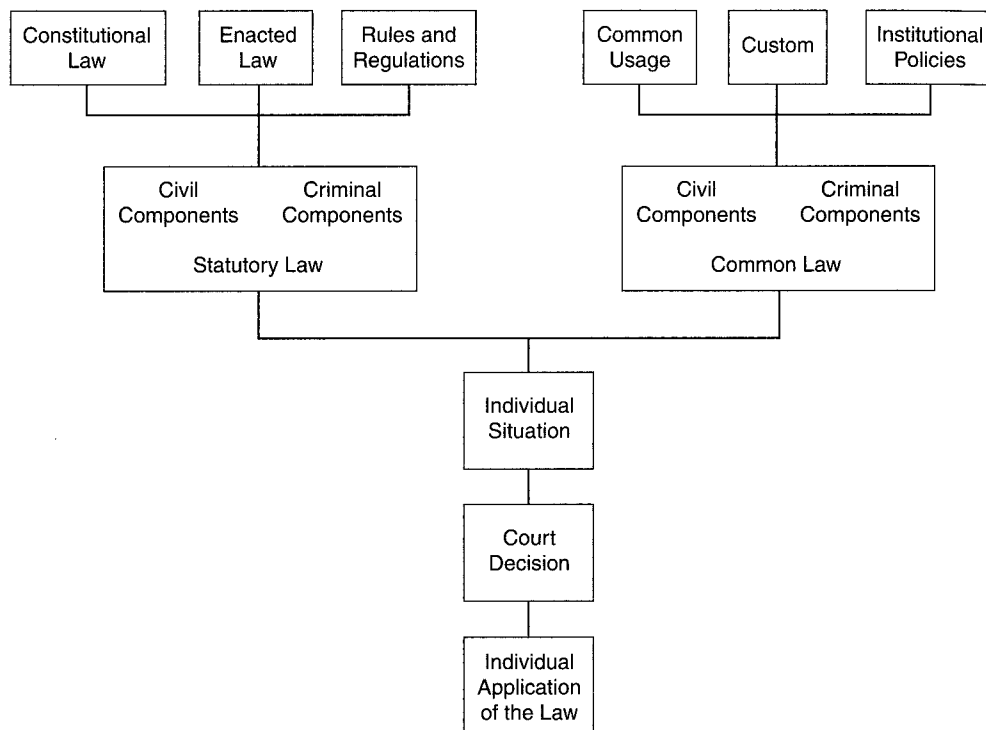 Constitutional
Law
Enacted
Law
Rules and
Regulations
Common
Usage
Custom
Institutional
Policies
Civil
Components
Criminal
Components
Statutory Law
Civil
Components
Criminal
Components
Common Law
Individual
Situation
Court
Decision
Individual
Application
of the Law